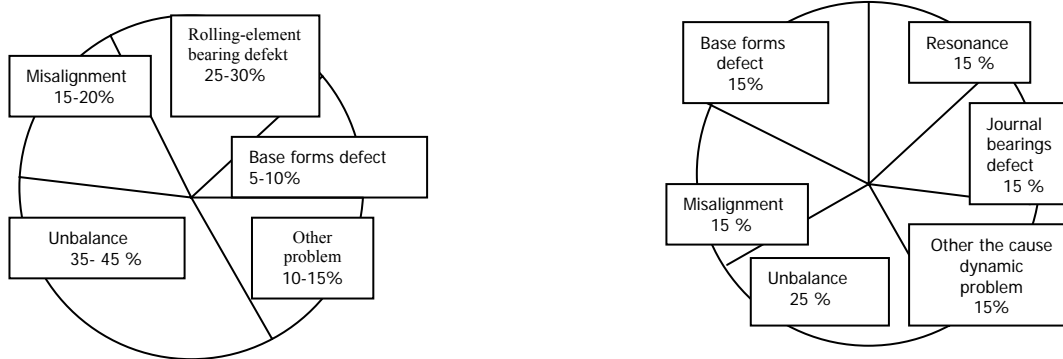 Rolling-element
bearing defekt
25-30%
Misalignment
15-20%
Base forms defect
5-10%
Unbalance
35- 45 %
Other
problem
10-15%
Base forms
defect
15%
Resonance
15 %
Journal
bearings
defect
15 %
Misalignment
15 %
Other the cause
dynamic
problem
15%
Unbalance
25 %